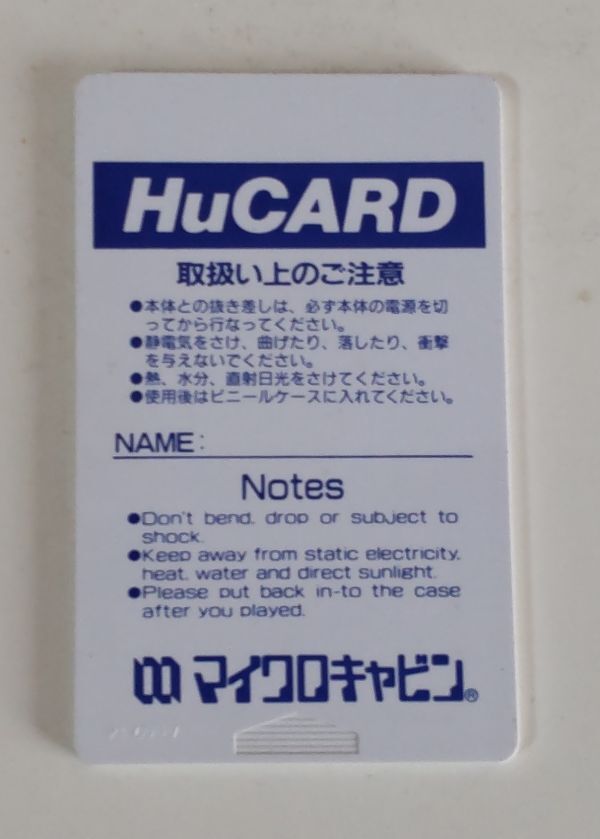 HuCARD
取扱い上のご注意
●本体との抜き差しは、必ず本体の電源を切
ってから行なってください。
●静電気をさけ、曲げたり、落したり、衝撃
を与えないでください。
●熱、水分、直射日光をさけてください。
●使用後はビニールケースに入れてください。
NAME:
Notes
●Don't bend, drop or subject to
shock.
●Keep away from static electricity,
heat, water and direct sunlight.
●Please put back in-to the case
after you played.
マイクロキャビン®